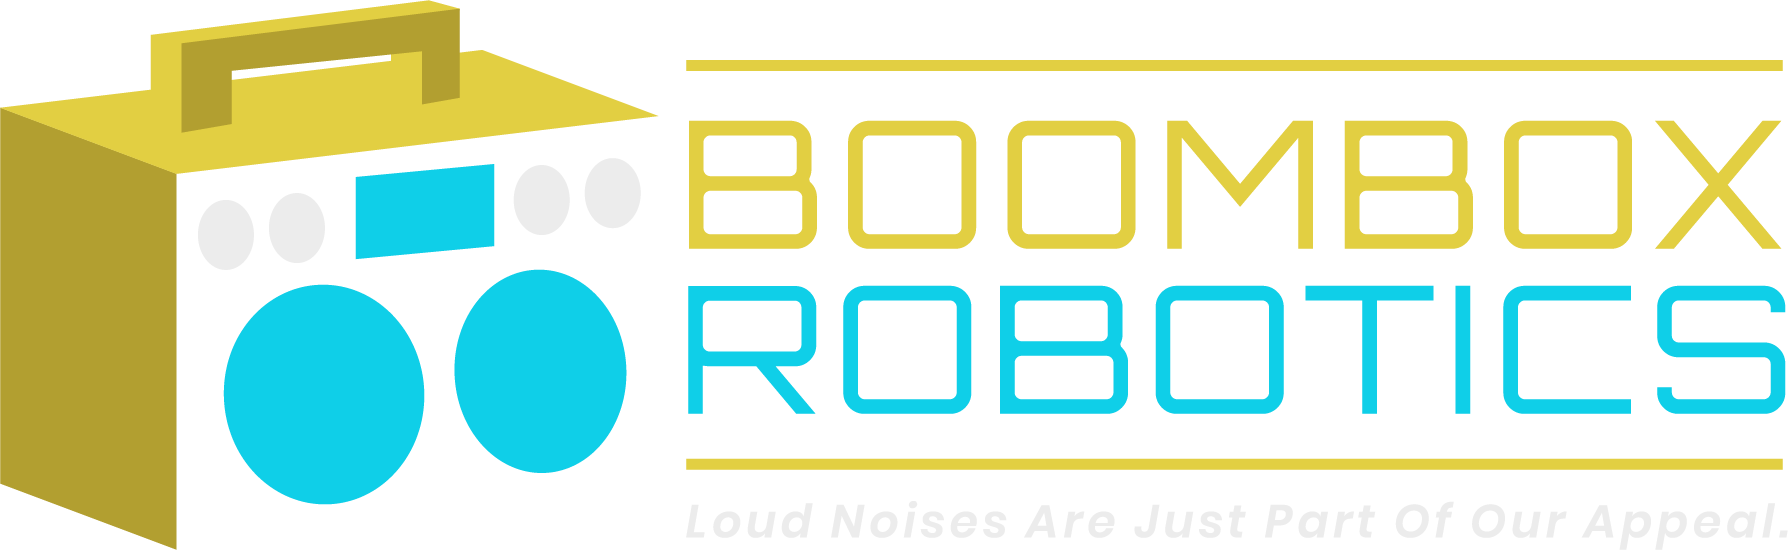 BOOMBOX
ROBOTICS
Loud Noises Are Just Part Of Our Appeal.